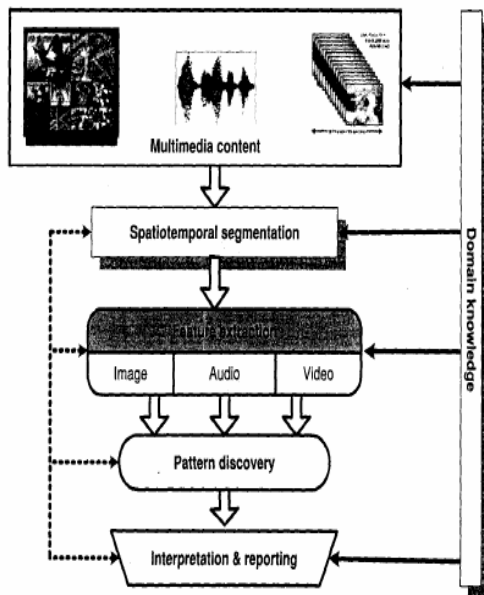 Multimedia content
Spatiotemporal segmentation
Feature extraction
Image
Audio
Video
Pattern discovery
Interpretation & reporting
Domain knowledge